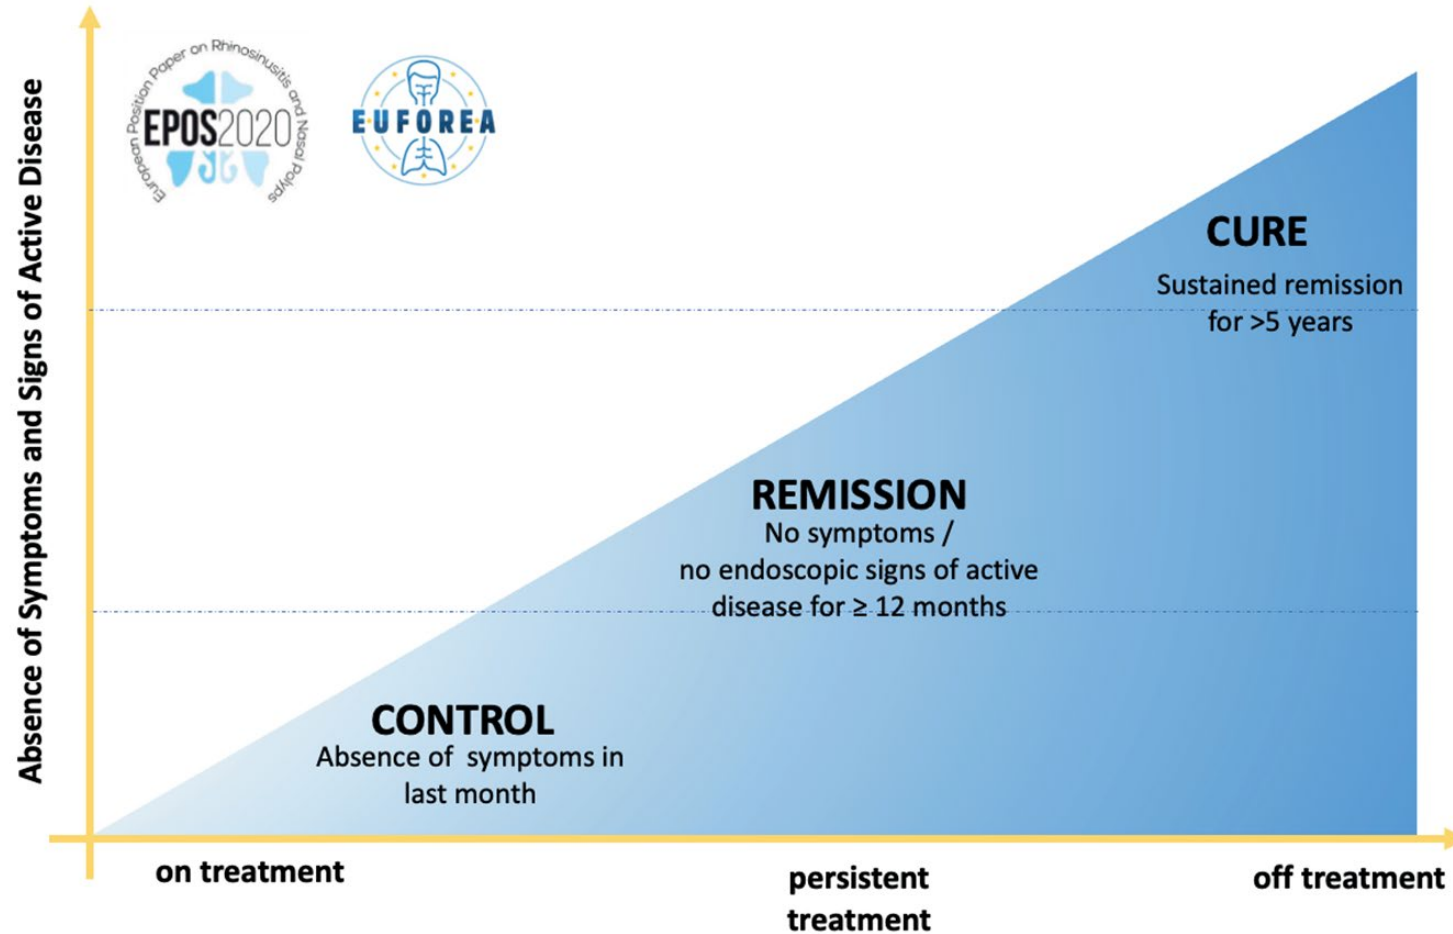 European Position Paper on Rhinosinusitis and Nasal Polyps
EPOS2020
EUFOREA
Absence of Symptoms and Signs of Active Disease
CURE
Sustained remission
for >5 years
REMISSION
No symptoms /
no endoscopic signs of active
disease for ≥ 12 months
CONTROL
Absence of symptoms in
last month
on treatment
persistent
treatment
off treatment